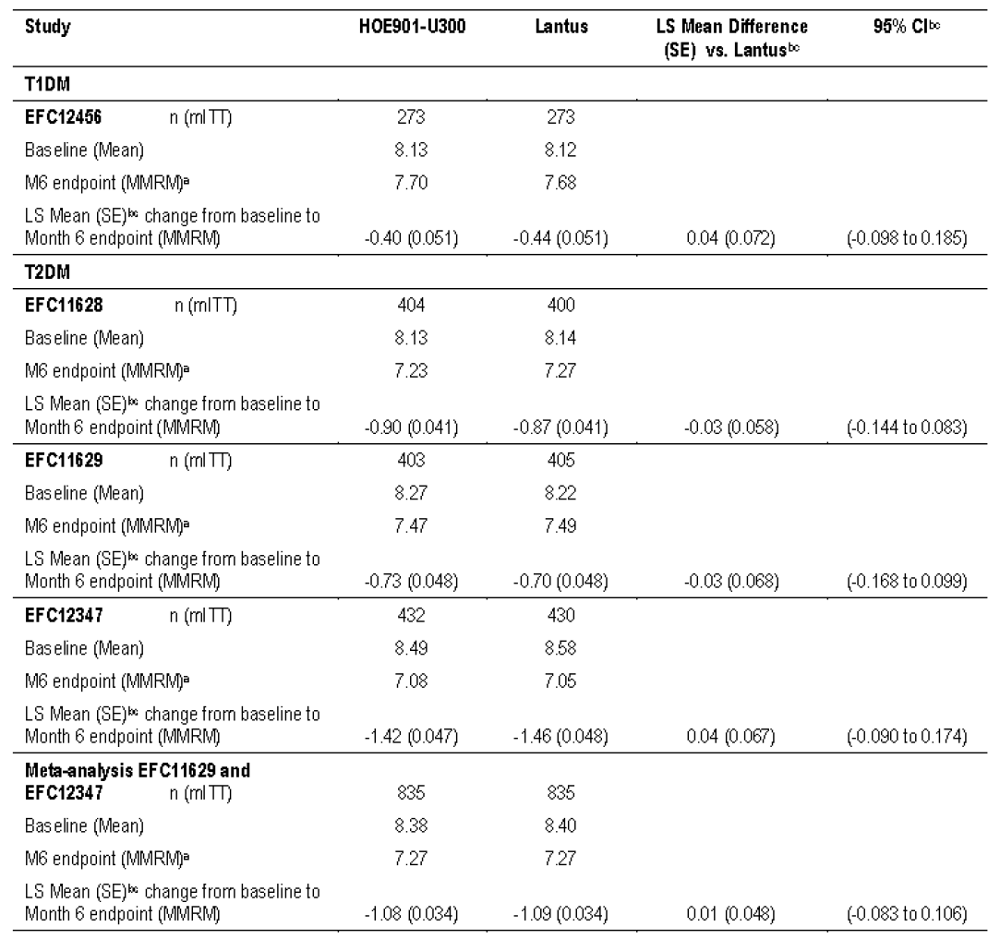 Study HOE901-U300 Lantus LS Mean Difference (SE) vs. Lantusbc 95% CIbc
T1DM
EFC12456 n (mITT) 273 273
Baseline (Mean) 8.13 8.12
M6 endpoint (MMRM)a 7.70 7.68
LS Mean (SE)bc change from baseline to
Month 6 endpoint (MMRM) -0.40 (0.051) -0.44 (0.051) 0.04 (0.072) (-0.098 to 0.185)
T2DM
EFC11628 n (mITT) 404 400
Baseline (Mean) 8.13 8.14
M6 endpoint (MMRM)a 7.23 7.27
LS Mean (SE)bc change from baseline to
Month 6 endpoint (MMRM) -0.90 (0.041) -0.87 (0.041) -0.03 (0.058) (-0.144 to 0.083)
EFC11629 n (mITT) 403 405
Baseline (Mean) 8.27 8.22
M6 endpoint (MMRM)a 7.47 7.49
LS Mean (SE)bc change from baseline to
Month 6 endpoint (MMRM) -0.73 (0.048) -0.70 (0.048) -0.03 (0.068) (-0.168 to 0.099)
EFC12347 n (mITT) 432 430
Baseline (Mean) 8.49 8.58
M6 endpoint (MMRM)a 7.08 7.05
LS Mean (SE)bc change from baseline to
Month 6 endpoint (MMRM) -1.42 (0.047) -1.46 (0.048) 0.04 (0.067) (-0.090 to 0.174)
Meta-analysis EFC11629 and
EFC12347 n (mITT) 835 835
Baseline (Mean) 8.38 8.40
M6 endpoint (MMRM)a 7.27 7.27
LS Mean (SE)bc change from baseline to
Month 6 endpoint (MMRM) -1.08 (0.034) -1.09 (0.034) 0.01 (0.048) (-0.083 to 0.106)